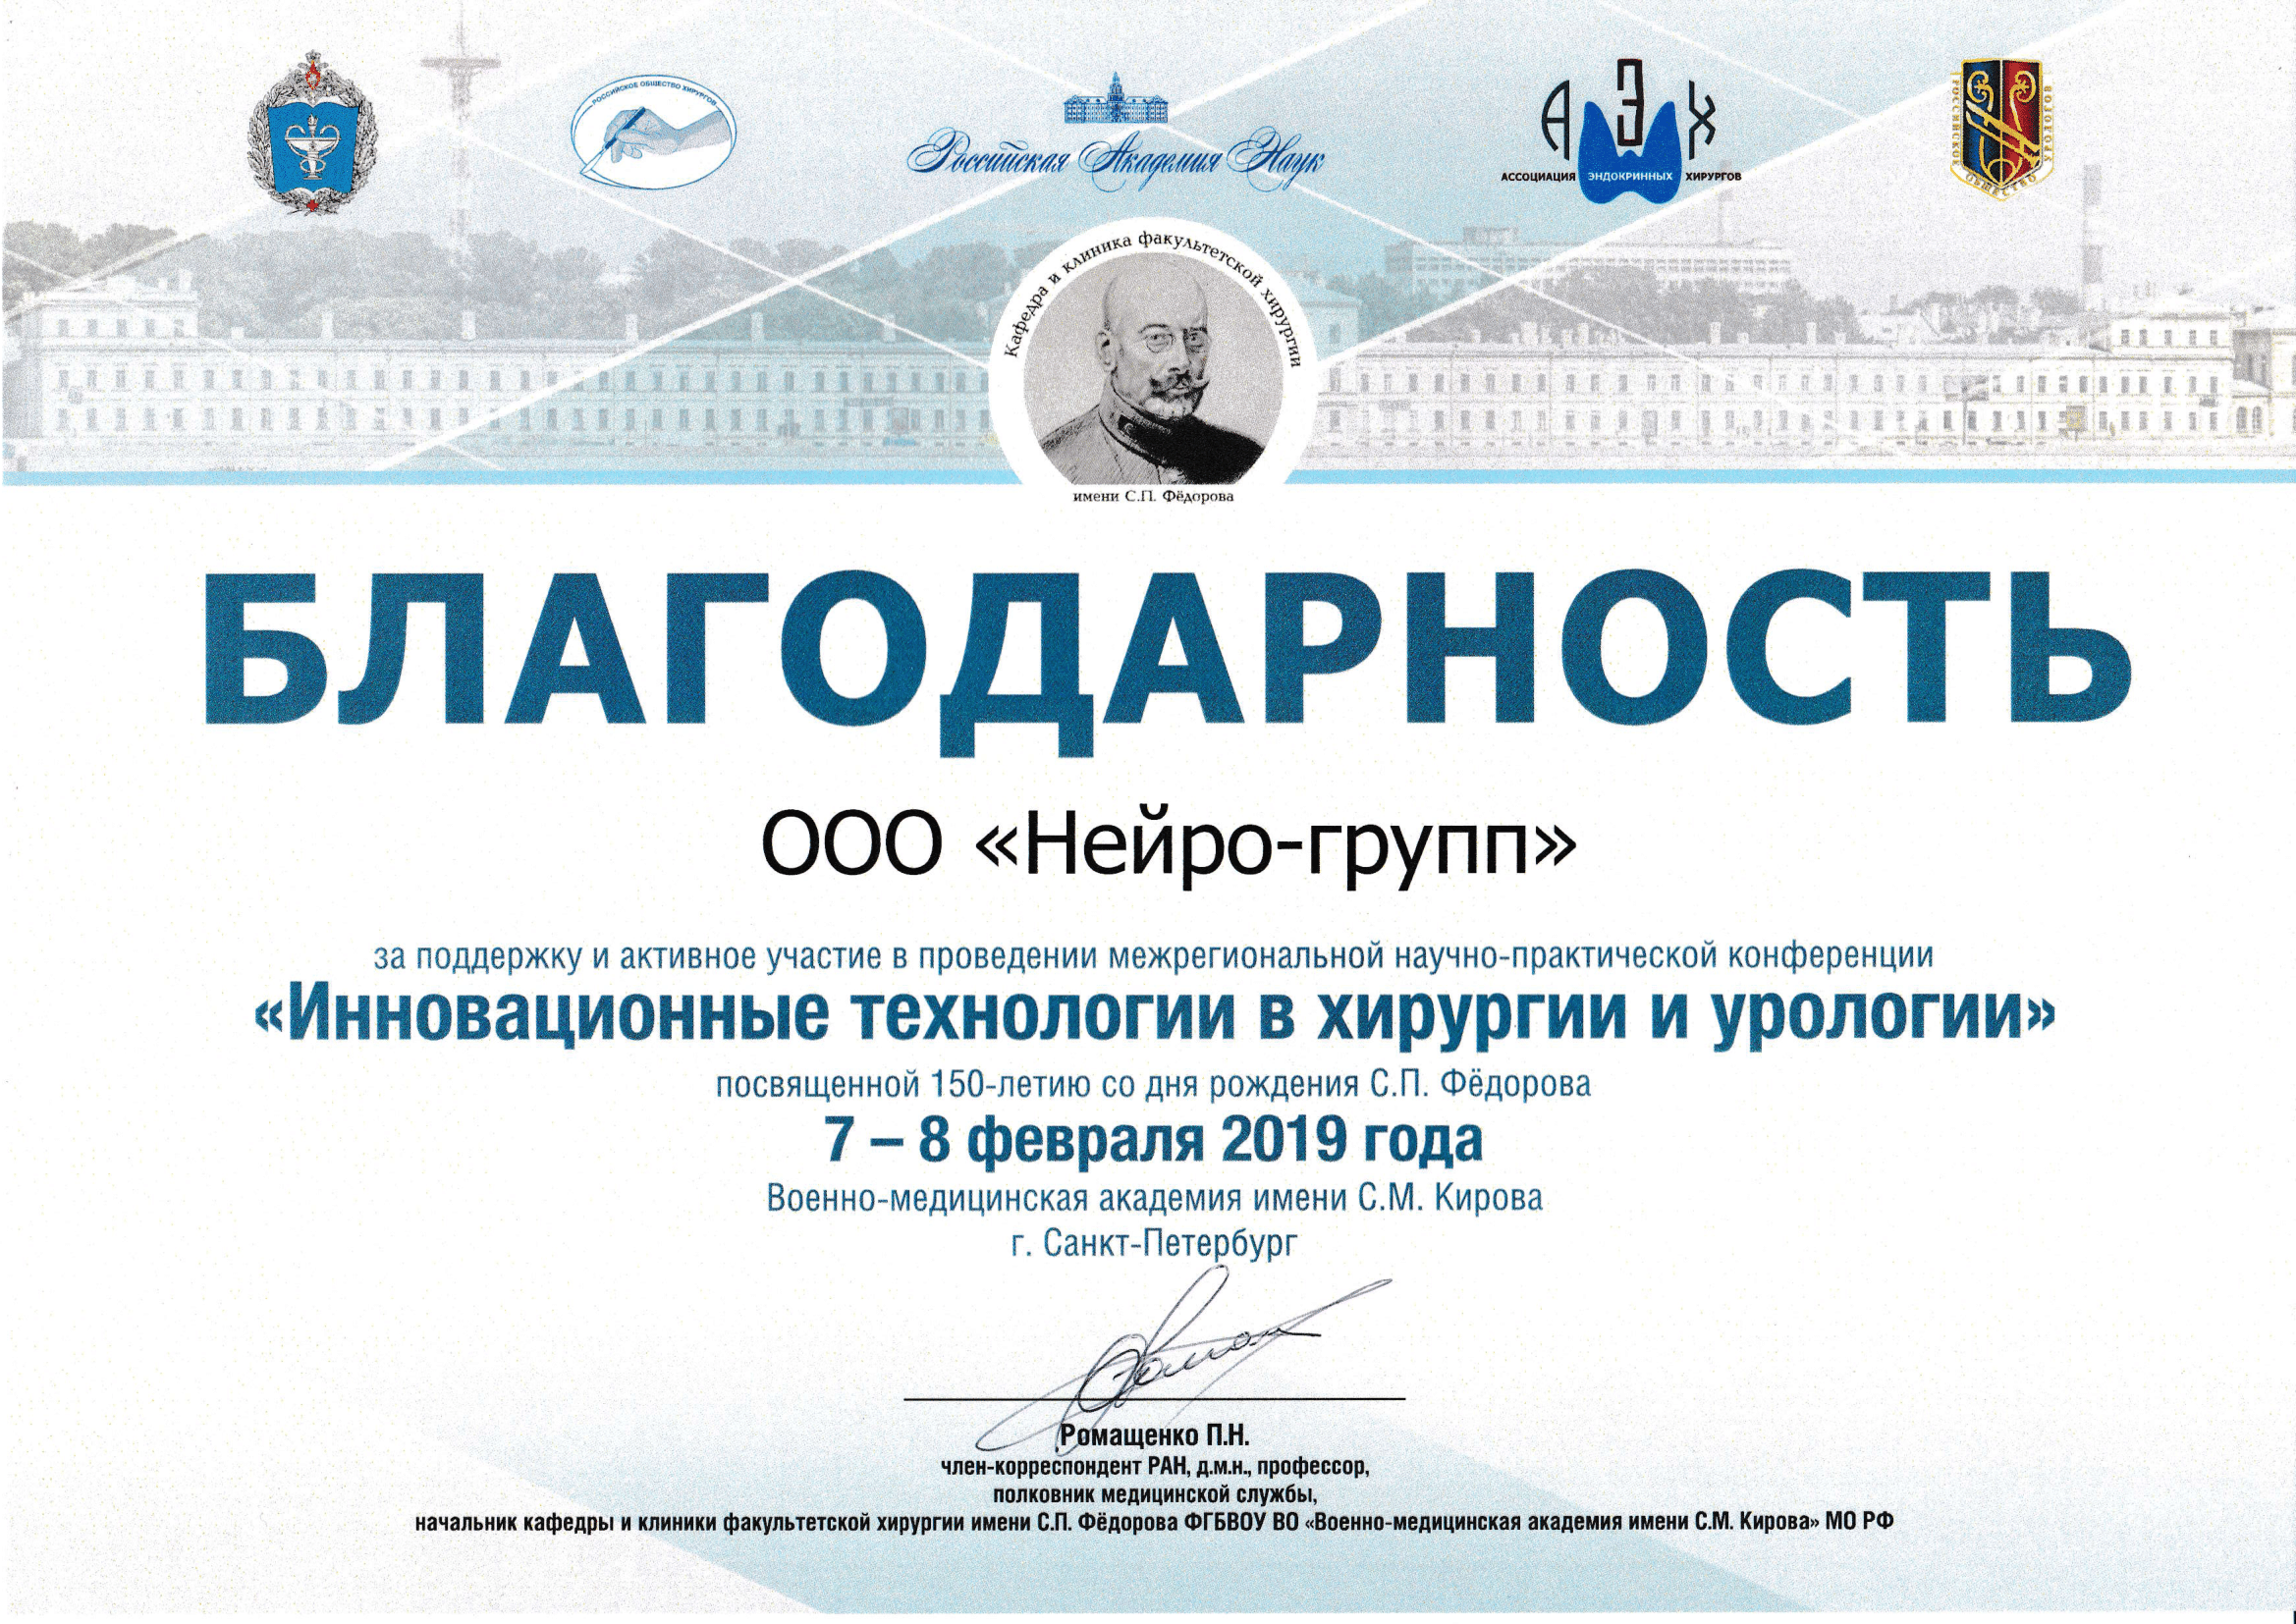 РОССИЙСКОЕ ОБЩЕСТВО ХИРУРГОВ
Российская Академия Наук
АЭХ
АССОЦИАЦИЯ ЭНДОКРИННЫХ ХИРУРГОВ
РОССИЙСКОЕ ОБЩЕСТВО УРОЛОГОВ
Кафедра и клиника факультетской хирургии
имени С.П. Фёдорова
БЛАГОДАРНОСТЬ
ООО «Нейро-групп»
за поддержку и активное участие в проведении межрегиональной научно-практической конференции
«Инновационные технологии в хирургии и урологии»
посвященной 150-летию со дня рождения С.П. Фёдорова
7 – 8 февраля 2019 года
Военно-медицинская академия имени С.М. Кирова
г. Санкт-Петербург
Ромащенко П.Н.
член-корреспондент РАН, д.м.н., профессор,
полковник медицинской службы,
начальник кафедры и клиники факультетской хирургии имени С.П. Фёдорова ФГБВОУ ВО «Военно-медицинская академия имени С.М. Кирова» МО РФ